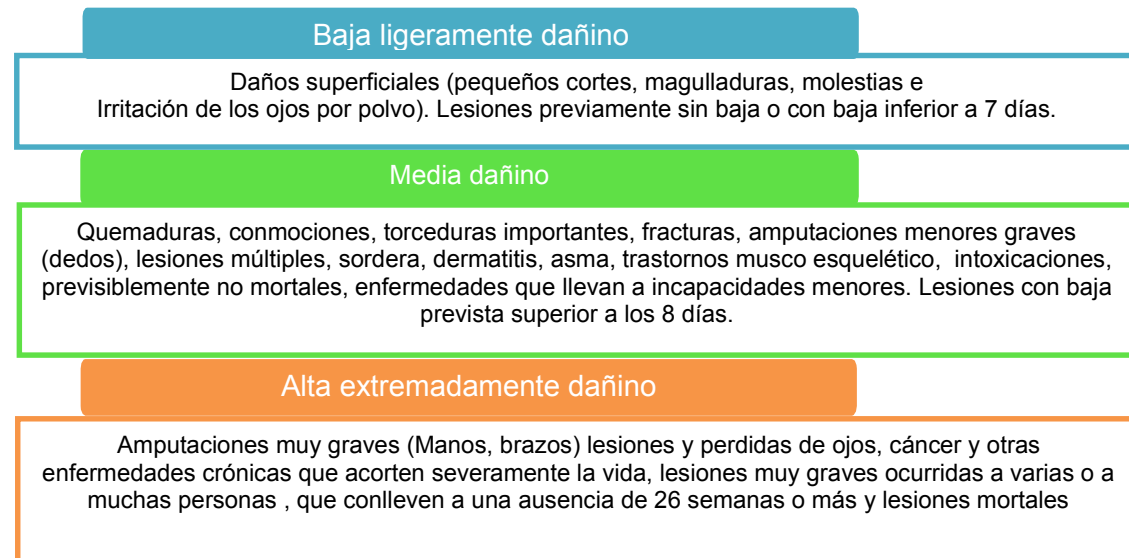 Baja ligeramente dañino
Daños superficiales (pequeños cortes, magulladuras, molestias e
Irritación de los ojos por polvo). Lesiones previamente sin baja o con baja inferior a 7 días.
Media dañino
Quemaduras, conmociones, torceduras importantes, fracturas, amputaciones menores graves
(dedos), lesiones múltiples, sordera, dermatitis, asma, trastornos musco esquelético, intoxicaciones,
previsiblemente no mortales, enfermedades que llevan a incapacidades menores. Lesiones con baja
prevista superior a los 8 días.
Alta extremadamente dañino
Amputaciones muy graves (Manos, brazos) lesiones y perdidas de ojos, cáncer y otras
enfermedades crónicas que acorten severamente la vida, lesiones muy graves ocurridas a varias o a
muchas personas , que conlleven a una ausencia de 26 semanas o más y lesiones mortales